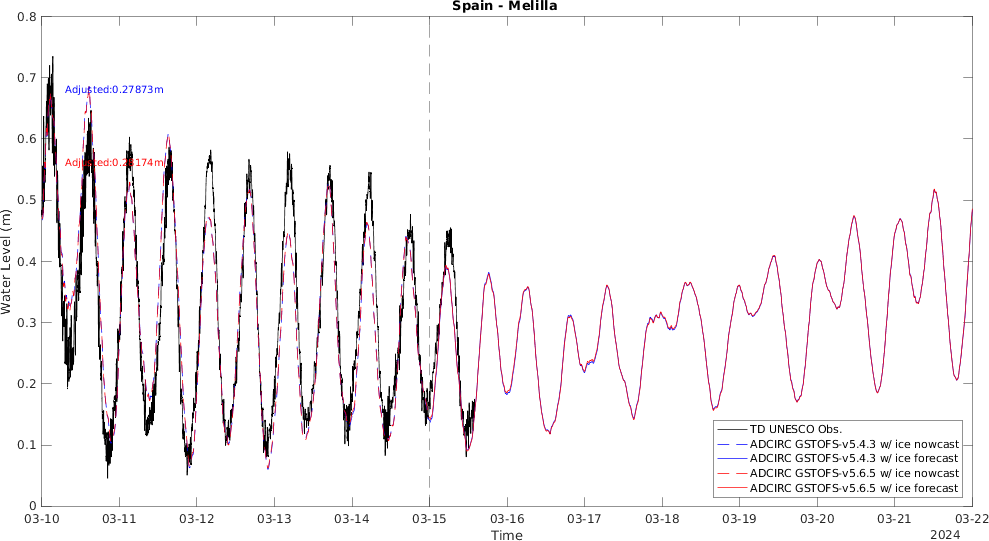 Spain - Melilla
0.8
0.7
0.6
0.5
0.4
0.3
0.2
0.1
0
Water Level (m)
Adjusted:0.27873m
TD UNESCO Obs.
ADCIRC GSTOFS-v5.4.3 w/ ice nowcast
ADCIRC GSTOFS-v5.4.3 w/ ice forecast
ADCIRC GSTOFS-v5.6.5 w/ ice nowcast
ADCIRC GSTOFS-v5.6.5 w/ ice forecast
03-10 03-11 03-12 03-13 03-14 03-15 03-16 03-17 03-18 03-19 03-20 03-21 03-22
Time
2024